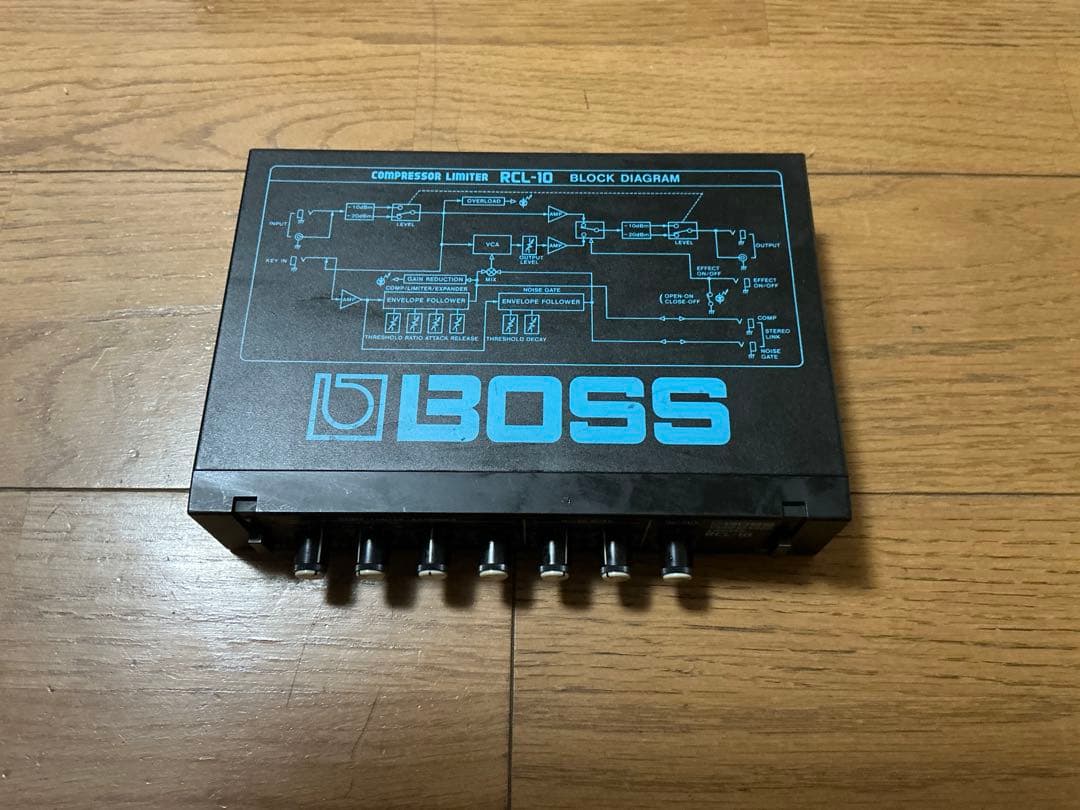 COMPRESSOR LIMITER RCL-10 BLOCK DIAGRAM
OVERLOAD
-10dBm
-20dBm
LEVEL
INPUT
AMP
-10dBm
-20dBm
LEVEL
OUTPUT
VCA
OUTPUT
LEVEL
AMP
KEY IN
MIX
GAIN REDUCTION
COMP/LIMITER/EXPANDER
ENVELOPE FOLLOWER
AMP
THRESHOLD RATIO ATTACK RELEASE
NOISE GATE
ENVELOPE FOLLOWER
THRESHOLD DECAY
EFFECT
ON/OFF
EFFECT
ON/OFF
OPEN-ON
CLOSE-OFF
COMP
STEREO
LINK
NOISE
GATE
BOSS
RCL-10